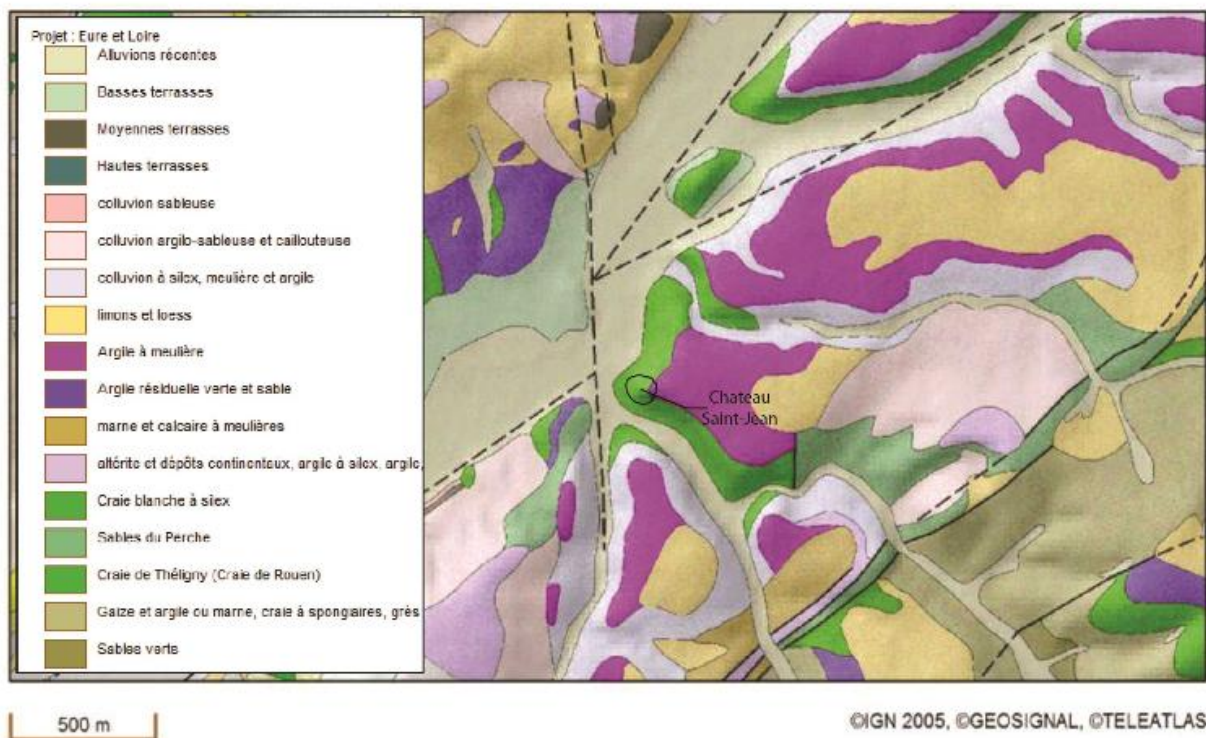 Projet : Eure et Loire
Alluvions récentes
Basses terrasses
Moyennes terrasses
Hautes terrasses
colluvion sableuse
colluvion argilo-sableuse et caillouteuse
colluvion à silex, meulière et argile
limons et loess
Argile à meulière
Argile résiduelle verte et sable
marne et calcaire à meulières
altérite et dépôts continentaux, argile à silex, argile,
Craie blanche à silex
Sables du Perche
Craie de Théligny (Craie de Rouen)
Gaize et argile ou marne, craie à spongiaires, grès
Sables verts
Chateau
Saint-Jean
500 m
©IGN 2005, ©GEOSIGNAL, ©TELEATLAS